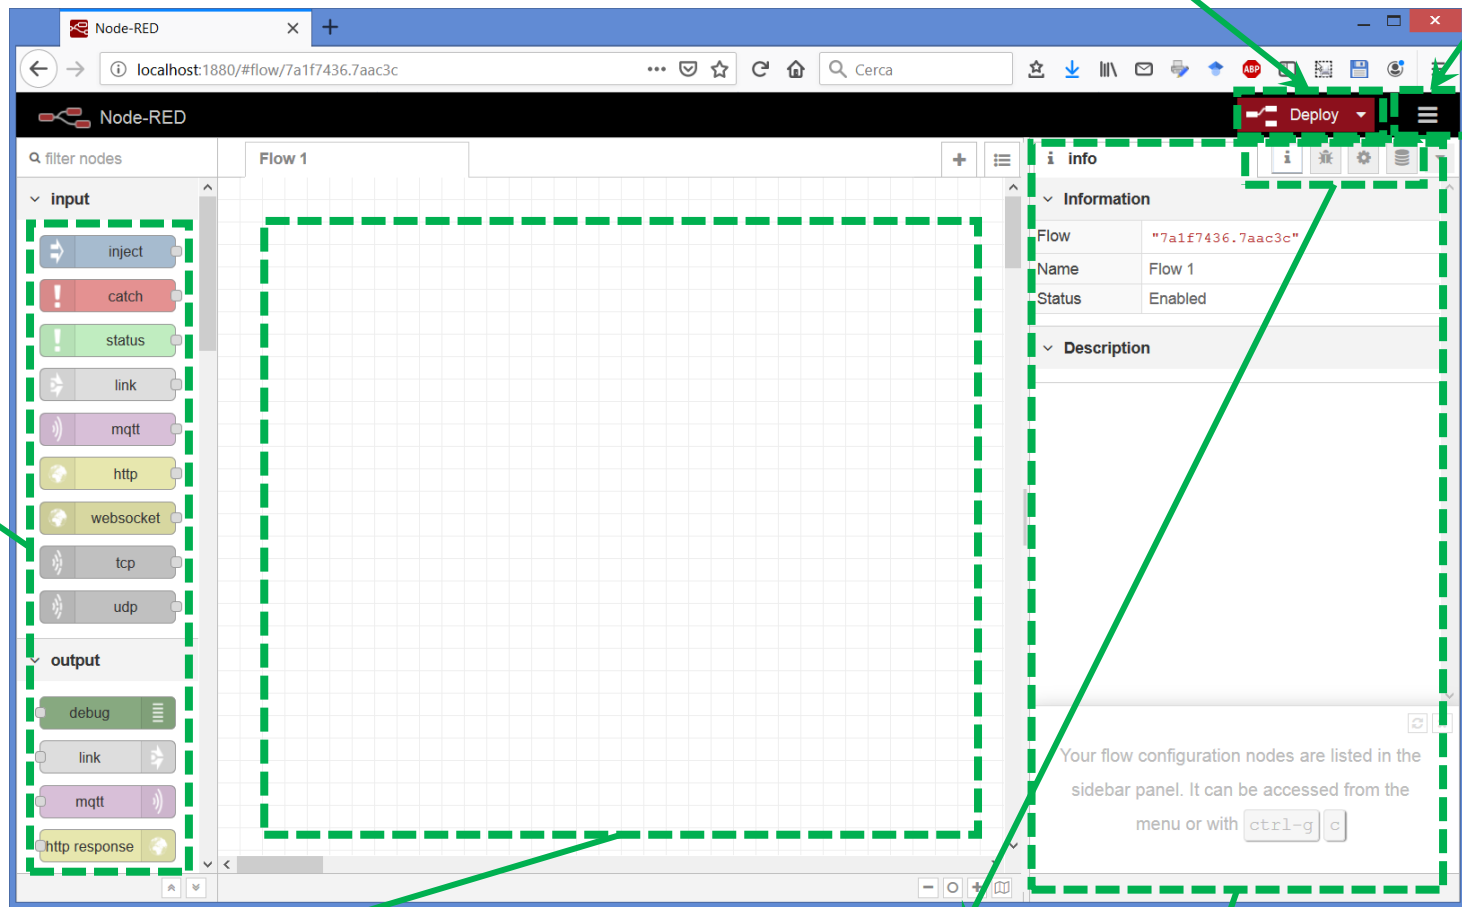 Node-RED
localhost:1880/#flow/7a1f7436.7aac3c
Cerca
ABP
Node-RED
Deploy
filter nodes
Flow 1
i info
i
input
Information
inject
Flow
"7a1f7436.7aac3c"
Name
Flow 1
catch
Status
Enabled
status
Description
link
mqtt
http
websocket
tcp
udp
output
debug
link
Your flow configuration nodes are listed in the
sidebar panel. It can be accessed from the
menu or with ctrl-g c
mqtt
http response